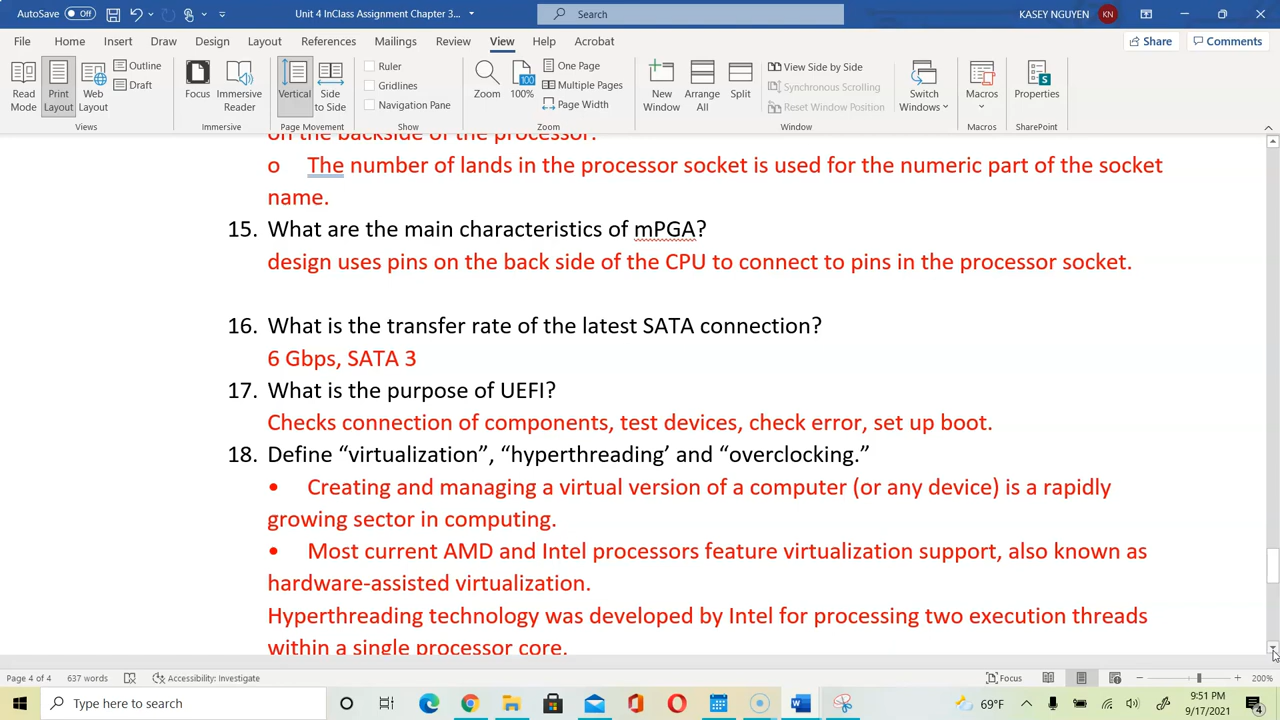 AutoSave Off Unit 4 InClass Assignment Chapter 3... Search KASEY NGUYEN KN
File Home Insert Draw Design Layout References Mailings Review View Help Acrobat Share Comments
Read Mode Print Layout Web Layout Outline Draft Focus Immersive Reader Vertical Side to Side Ruler Gridlines Navigation Pane Zoom 100 100% One Page Multiple Pages Page Width New Window Arrange All Split View Side by Side Synchronous Scrolling Reset Window Position Switch Windows Macros Properties
Views Immersive Page Movement Show Zoom Window Macros SharePoint
on the backside of the processor.
o The number of lands in the processor socket is used for the numeric part of the socket
name.
15. What are the main characteristics of mPGA?
design uses pins on the back side of the CPU to connect to pins in the processor socket.
16. What is the transfer rate of the latest SATA connection?
6 Gbps, SATA 3
17. What is the purpose of UEFI?
Checks connection of components, test devices, check error, set up boot.
18. Define “virtualization”, “hyperthreading’ and “overclocking.”
• Creating and managing a virtual version of a computer (or any device) is a rapidly
growing sector in computing.
• Most current AMD and Intel processors feature virtualization support, also known as
hardware-assisted virtualization.
Hyperthreading technology was developed by Intel for processing two execution threads
within a single processor core.
Page 4 of 4 637 words Accessibility: Investigate Focus 200%
Type here to search 69°F 9:51 PM
9/17/2021 4